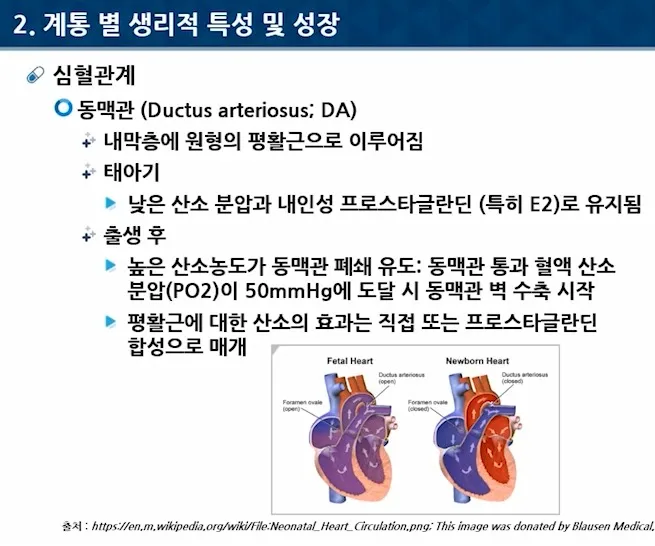 2. 계통 별 생리적 특성 및 성장
심혈관계
동맥관 (Ductus arteriosus; DA)
내막층에 원형의 평활근으로 이루어짐
태아기
낮은 산소 분압과 내인성 프로스타글란딘 (특히 E2)로 유지됨
출생 후
높은 산소농도가 동맥관 폐쇄 유도: 동맥관 통과 혈액 산소
분압(PO2)이 50mmHg에 도달 시 동맥관 벽 수축 시작
평활근에 대한 산소의 효과는 직접 또는 프로스타글란딘
합성으로 매개
Fetal Heart
Ductus arteriosus
(open)
Foramen ovale
(open)
Newborn Heart
Ductus arteriosus
(closed)
Foramen ovale
(closed)
출처 : https://en.m.wikipedia.org/wiki/File:Neonatal_Heart_Circulation.png; This image was donated by Blausen Medical.